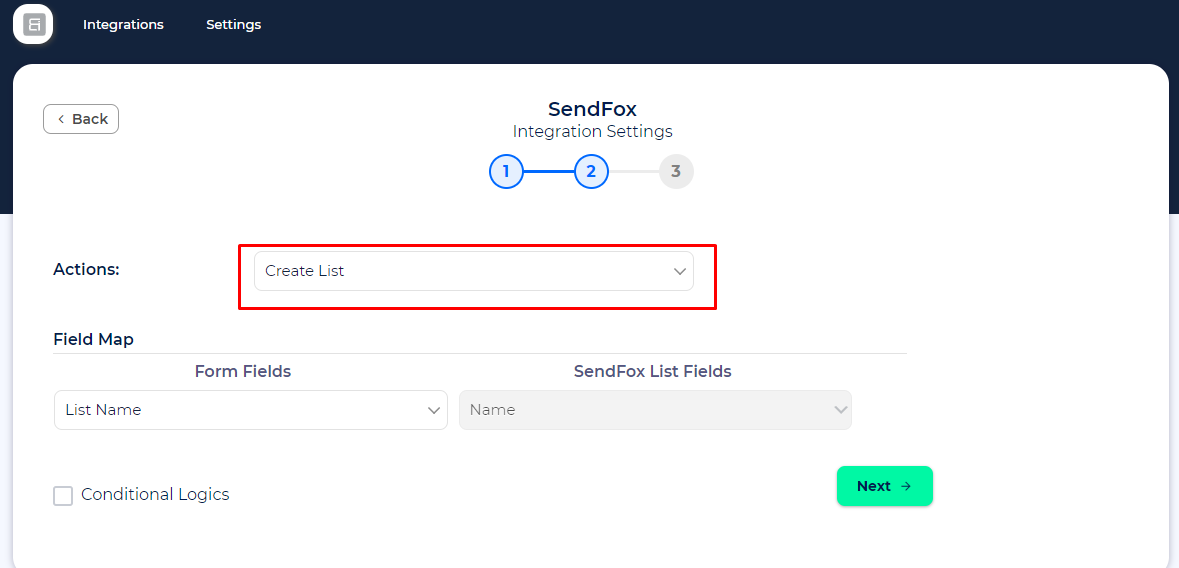 Integrations Settings
Back
SendFox
Integration Settings
1 2 3
Actions:
Create List
Field Map
Form Fields SendFox List Fields
List Name Name
Conditional Logics
Next